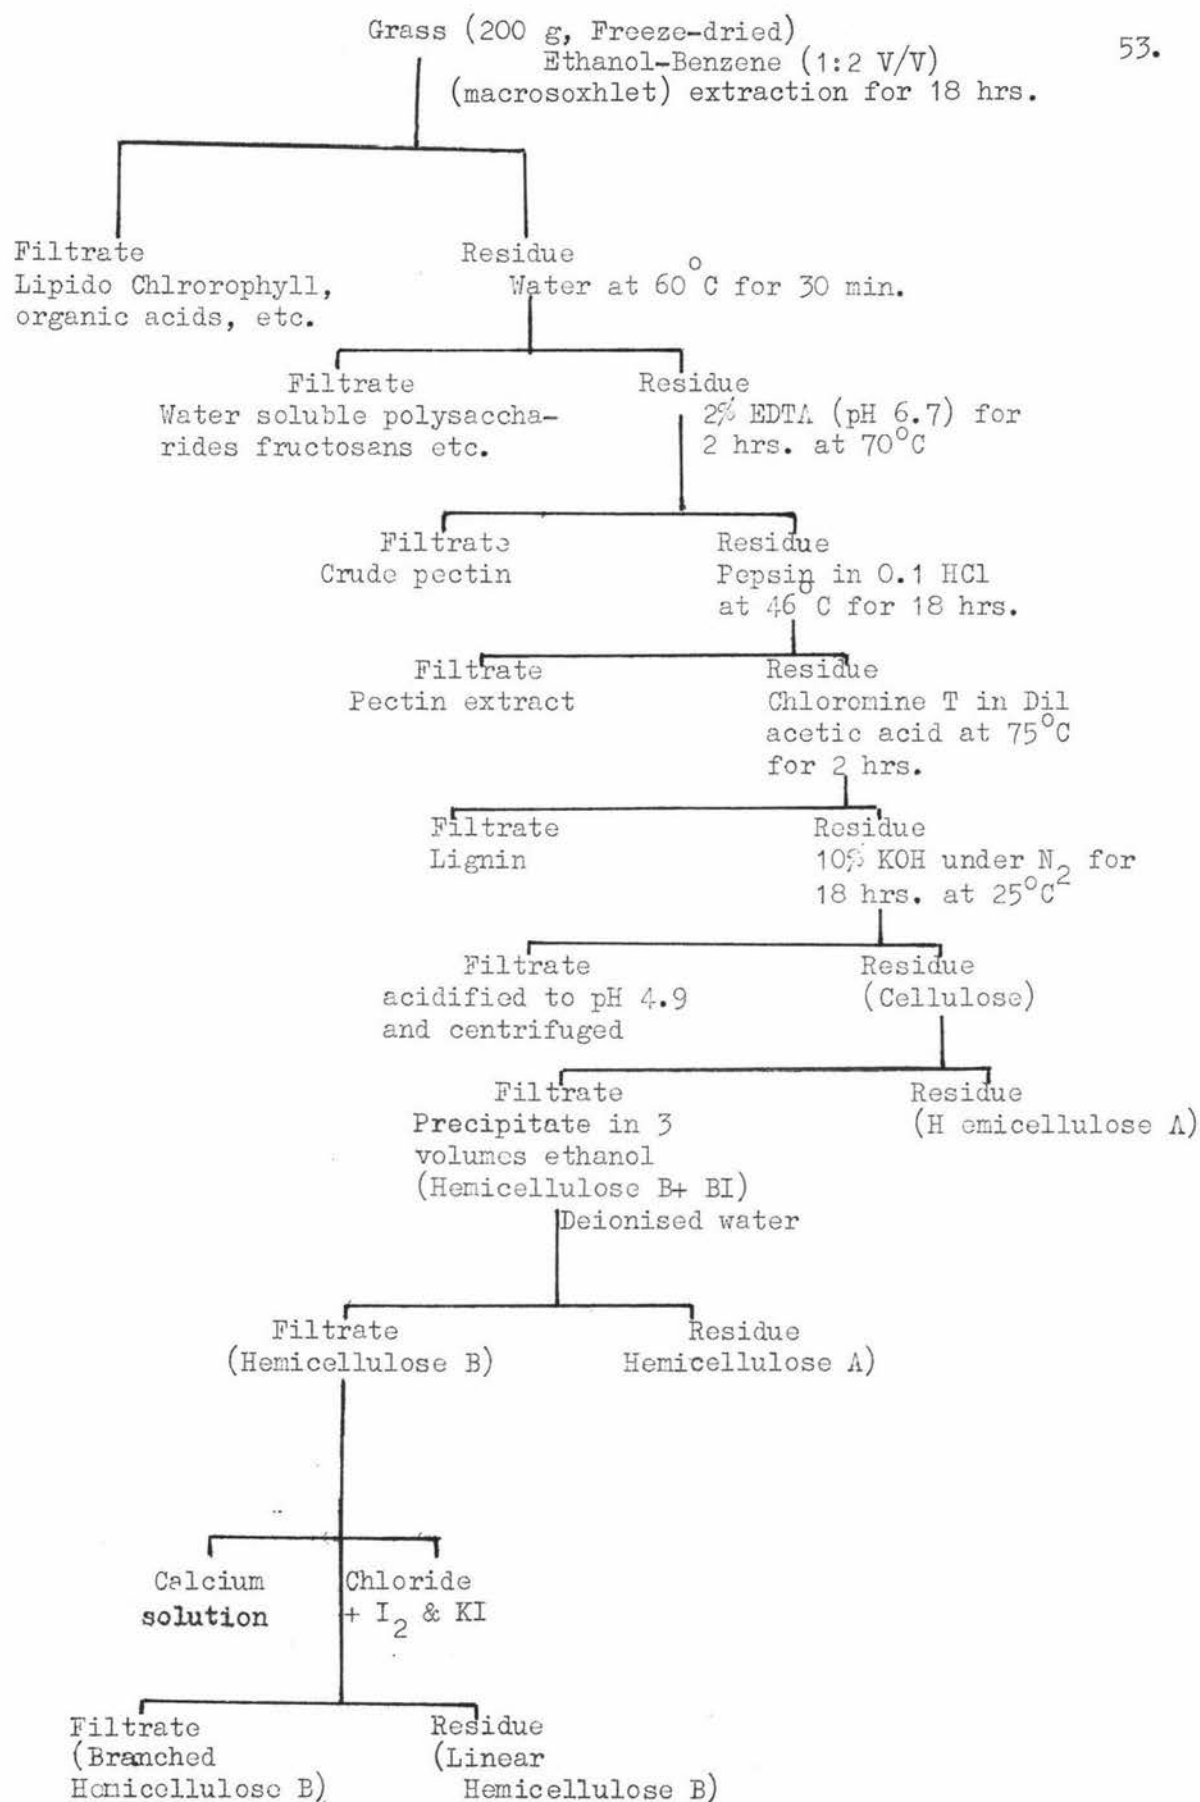 53.
Grass (200 g, Freeze-dried)
Ethanol-Benzene (1:2 V/V)
(macrosoxhlet) extraction for 18 hrs.
Filtrate
Lipido Chlrorophyll,
organic acids, etc.
Residue
Water at 60°C for 30 min.
Filtrate
Water soluble polysaccha-
rides fructosans etc.
Residue
2% EDTA (pH 6.7) for
2 hrs. at 70°C
Filtrate
Crude pectin
Residue
Pepsin in 0.1 HCl
at 46°C for 18 hrs.
Filtrate
Pectin extract
Residue
Chloromine T in Dil
acetic acid at 75°C
for 2 hrs.
Filtrate
Lignin
Residue
10% KOH under N2 for
18 hrs. at 25°C
Filtrate
acidified to pH 4.9
and centrifuged
Residue
(Cellulose)
Filtrate
Precipitate in 3
volumes ethanol
(Hemicellulose B+ BI)
Residue
(H emicellulose A)
Deionised water
Filtrate
(Hemicellulose B)
Residue
Hemicellulose A)
Calcium Chloride
solution + I2 & KI
Filtrate
(Branched
Hemicellulose B)
Residue
(Linear
Hemicellulose B)